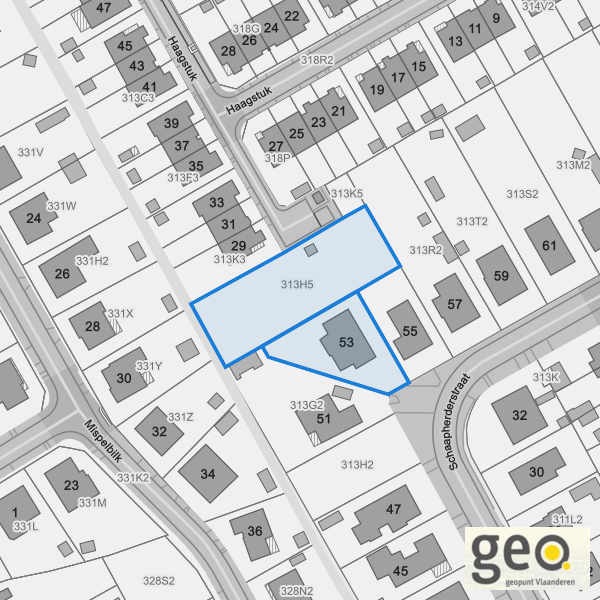 47
22
24
26
28
318G
318R2
314V2
9
11
13
45
43
41
313C3
Haagstuk
Haagstuk
15
17
19
21
23
25
27
318P
39
37
35
313F3
331V
331W
24
33
31
29
313K3
313K5
313M2
313S2
313T2
313R2
61
59
57
55
331H2
26
313H5
331X
28
53
331Y
30
331Z
32
34
313G2
51
313H2
Schaapherderstraat
313K
32
30
Mispelbilk
331K2
23
331M
1
331L
36
47
45
311L2
328S2
328N2
2
geo
geopunt Vlaanderen